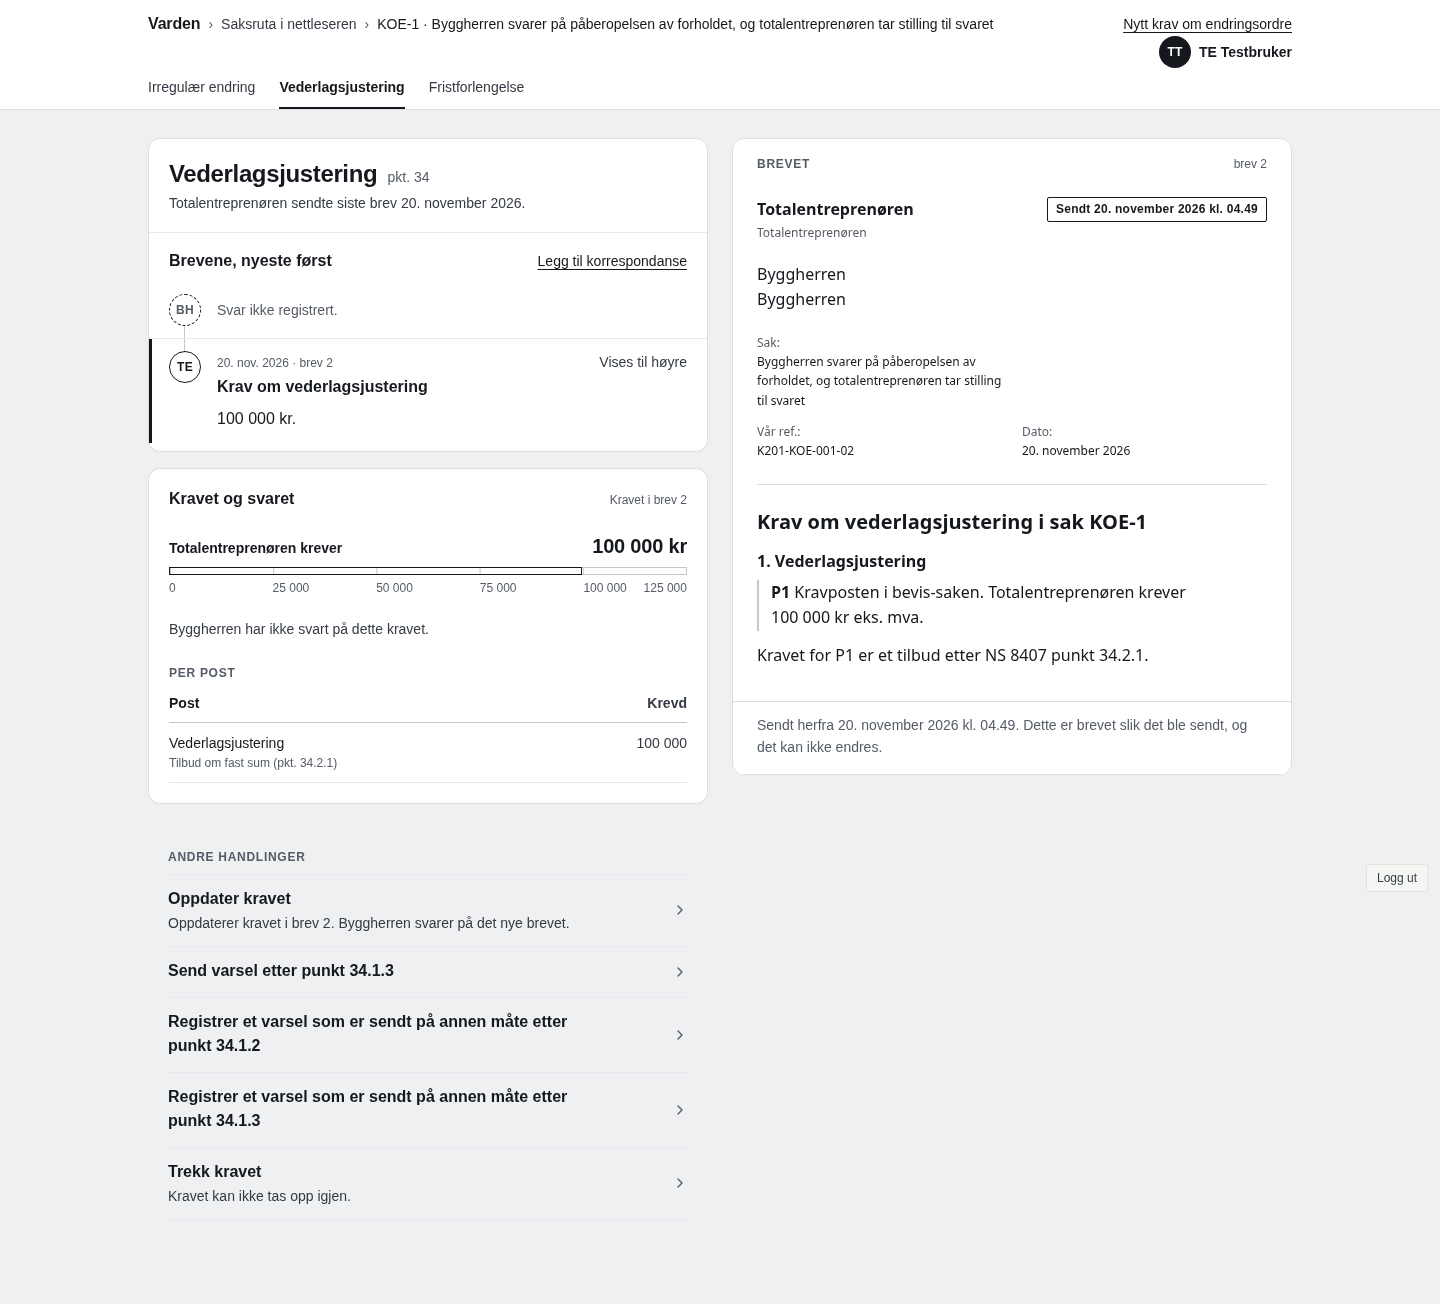 Varden › Saksruta i nettleseren › KOE-1 · Byggherren svarer på påberopelsen av forholdet, og totalentreprenøren tar stilling til svaret
Nytt krav om endringsordre
TT TE Testbruker
Irregulær endring Vederlagsjustering Fristforlengelse
Vederlagsjustering pkt. 34
Totalentreprenøren sendte siste brev 20. november 2026.
Brevene, nyeste først Legg til korrespondanse
BH Svar ikke registrert.
TE 20. nov. 2026 · brev 2 Vises til høyre
Krav om vederlagsjustering
100 000 kr.
Kravet og svaret Kravet i brev 2
Totalentreprenøren krever 100 000 kr
0 25 000 50 000 75 000 100 000 125 000
Byggherren har ikke svart på dette kravet.
PER POST
Post Krevd
Vederlagsjustering 100 000
Tilbud om fast sum (pkt. 34.2.1)
ANDRE HANDLINGER
Oppdater kravet
Oppdaterer kravet i brev 2. Byggherren svarer på det nye brevet.
Send varsel etter punkt 34.1.3
Registrer et varsel som er sendt på annen måte etter
punkt 34.1.2
Registrer et varsel som er sendt på annen måte etter
punkt 34.1.3
Trekk kravet
Kravet kan ikke tas opp igjen.
BREVET brev 2
Totalentreprenøren Sendt 20. november 2026 kl. 04.49
Totalentreprenøren
Byggherren
Byggherren
Sak:
Byggherren svarer på påberopelsen av
forholdet, og totalentreprenøren tar stilling
til svaret
Vår ref.: Dato:
K201-KOE-001-02 20. november 2026
Krav om vederlagsjustering i sak KOE-1
1. Vederlagsjustering
P1 Kravposten i bevis-saken. Totalentreprenøren krever
100 000 kr eks. mva.
Kravet for P1 er et tilbud etter NS 8407 punkt 34.2.1.
Sendt herfra 20. november 2026 kl. 04.49. Dette er brevet slik det ble sendt, og
det kan ikke endres.
Logg ut